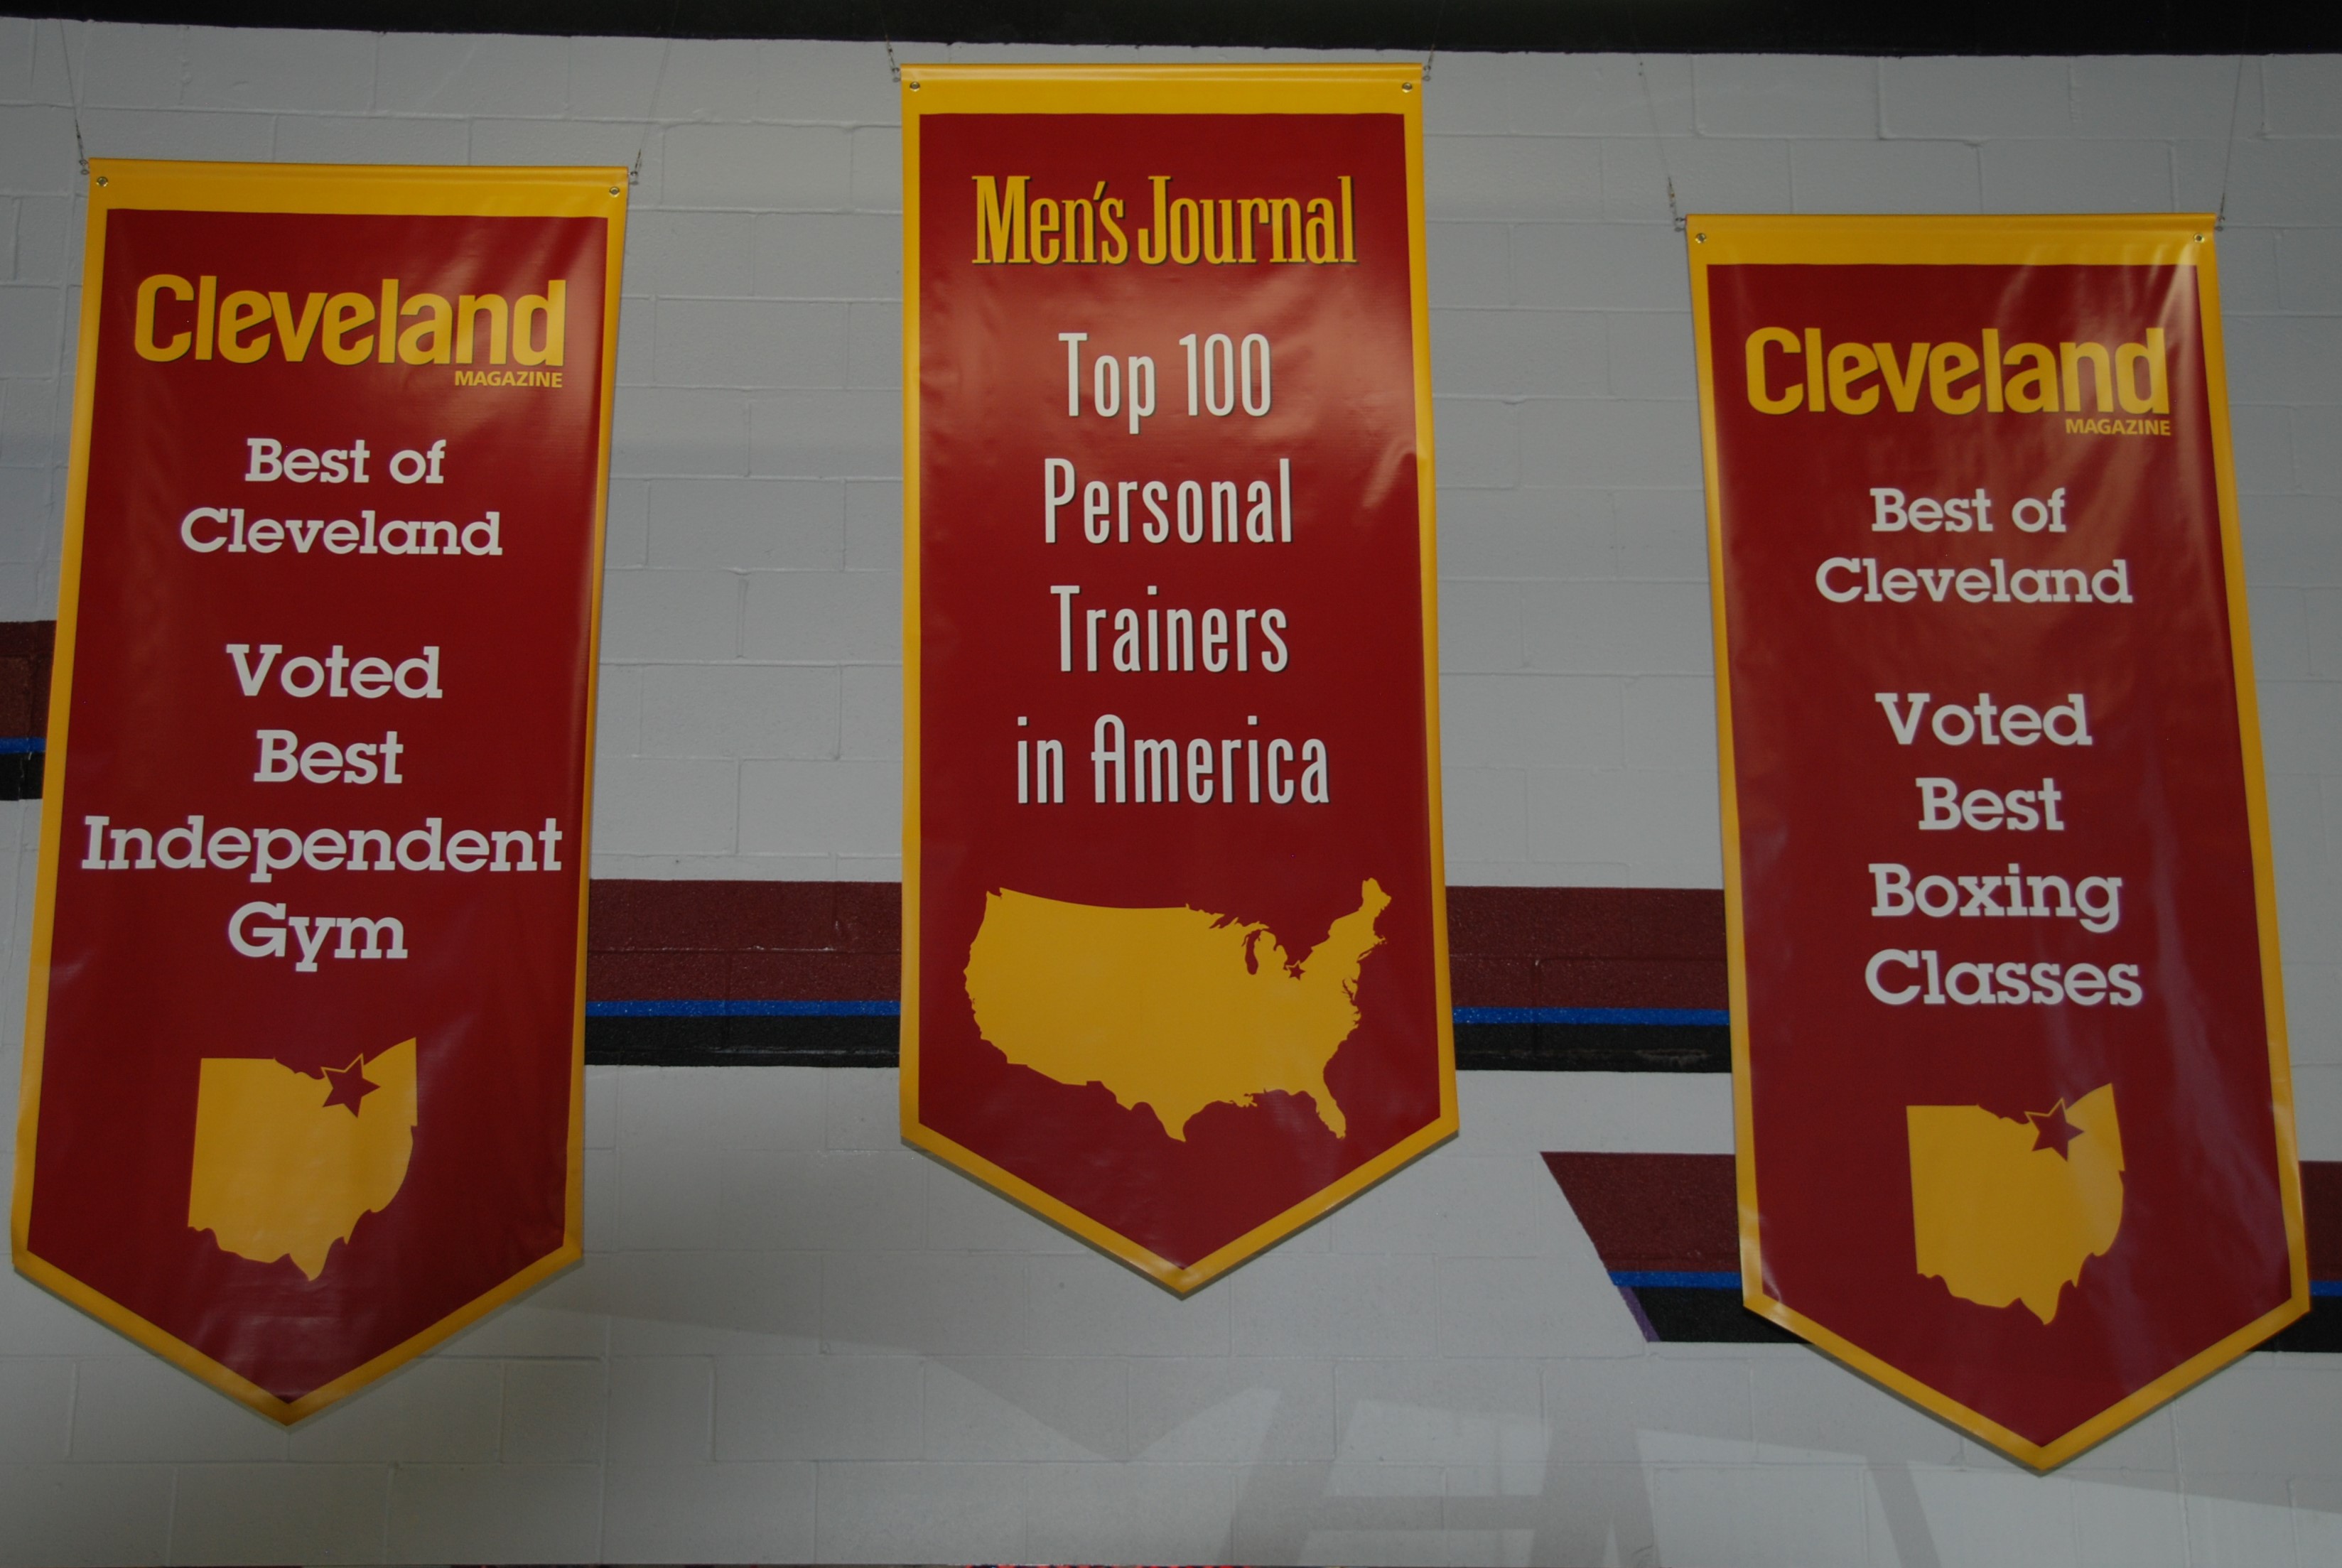 Cleveland
MAGAZINE
Best of
Cleveland
Voted
Best
Independent
Gym
Men's Journal
Top 100
Personal
Trainers
in America
Cleveland
MAGAZINE
Best of
Cleveland
Voted
Best
Boxing
Classes